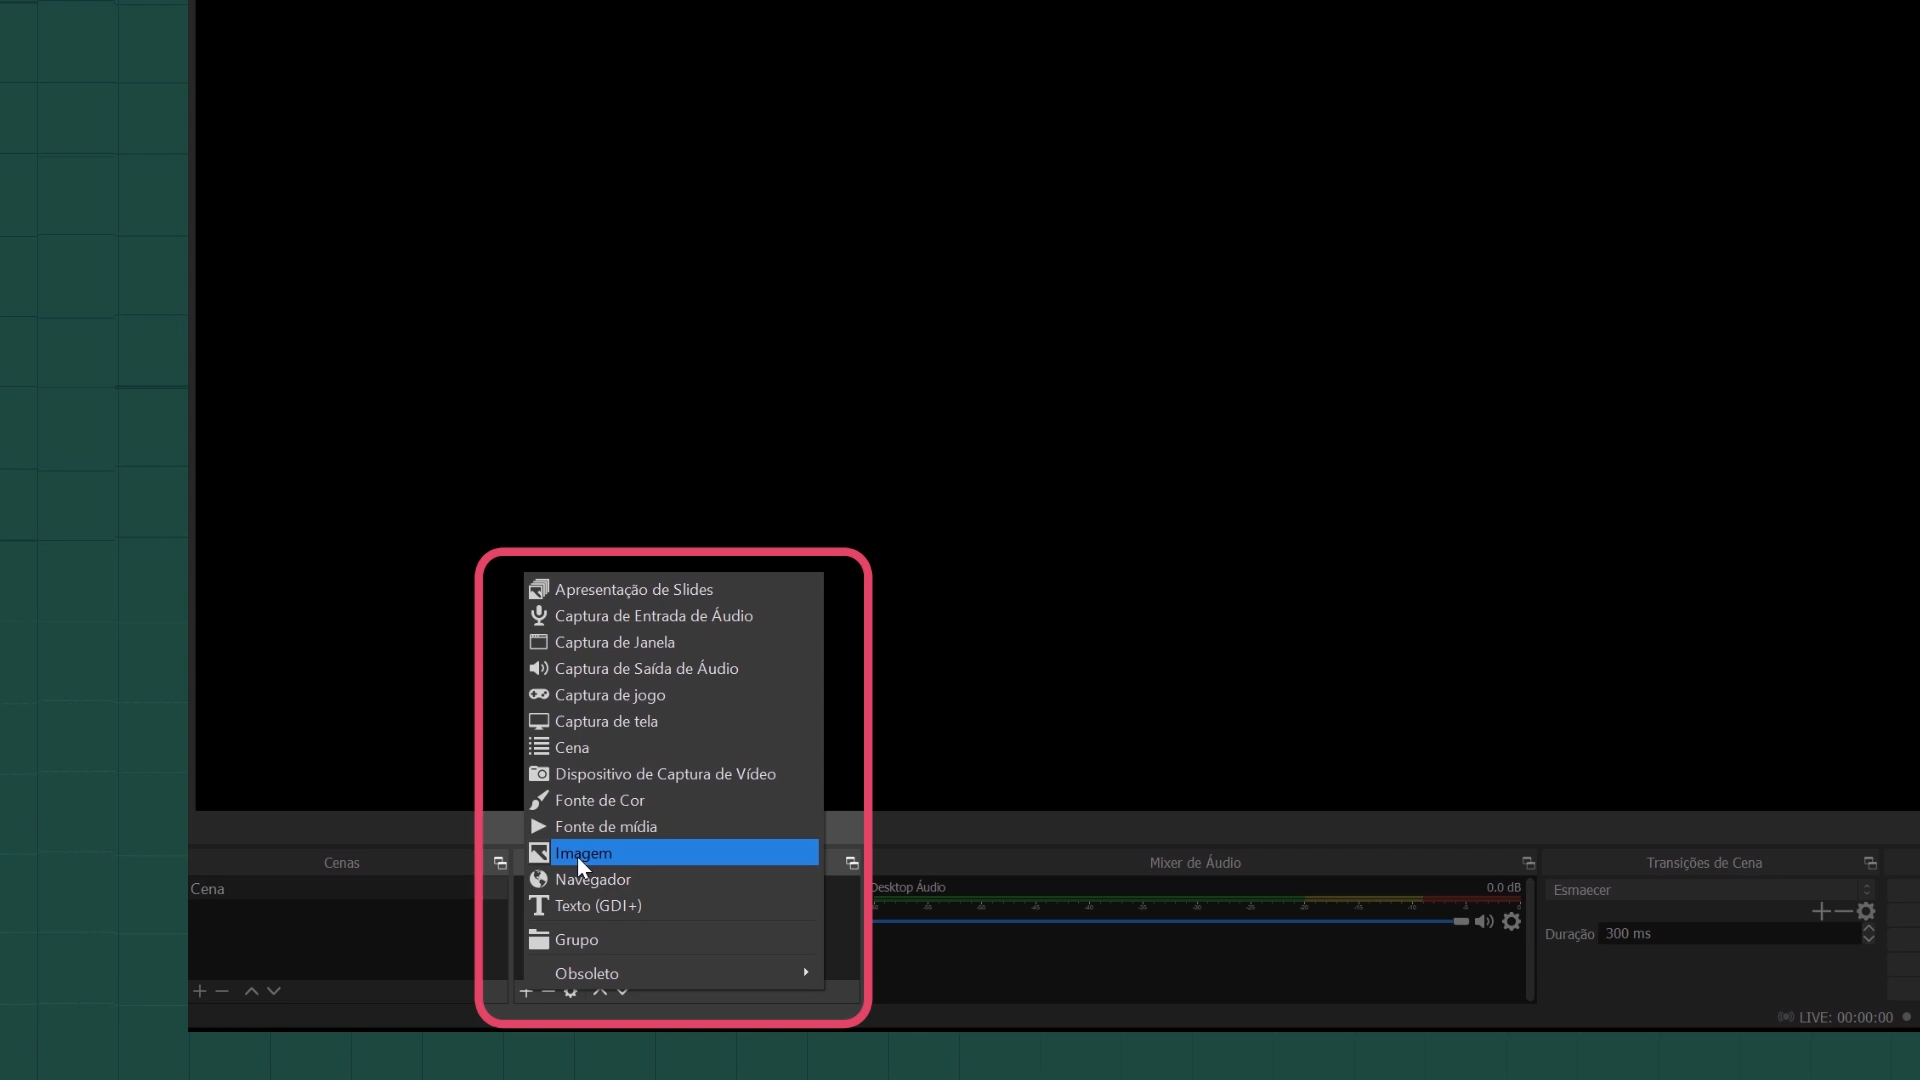 Apresentação de Slides
Captura de Entrada de Áudio
Captura de Janela
Captura de Saída de Áudio
Captura de jogo
Captura de tela
Cena
Dispositivo de Captura de Vídeo
Fonte de Cor
Fonte de mídia
Imagem
Navegador
Texto (GDI+)
Grupo
Obsoleto
Cenas
Cena
Mixer de Áudio
Desktop Áudio
0.0 dB
Transições de Cena
Esmaecer
Duração 300 ms
LIVE: 00:00:00